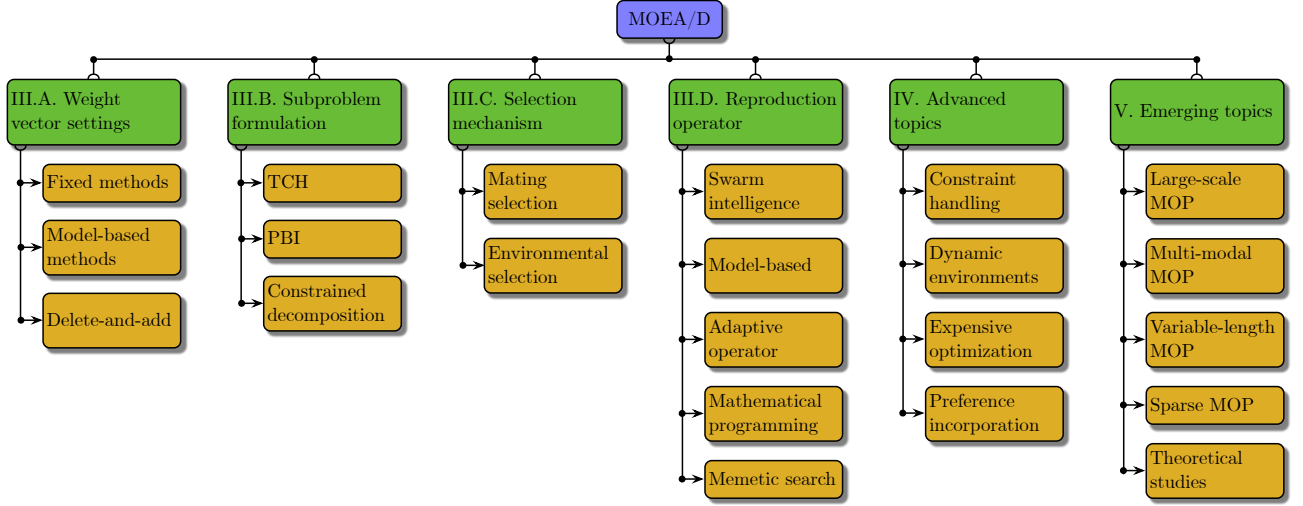 MOEA/D
III.A. Weight
vector settings
Fixed methods
Model-based
methods
Delete-and-add
III.B. Subproblem
formulation
TCH
PBI
Constrained
decomposition
III.C. Selection
mechanism
Mating
selection
Environmental
selection
III.D. Reproduction
operator
Swarm
intelligence
Model-based
Adaptive
operator
Mathematical
programming
Memetic search
IV. Advanced
topics
Constraint
handling
Dynamic
environments
Expensive
optimization
Preference
incorporation
V. Emerging topics
Large-scale
MOP
Multi-modal
MOP
Variable-length
MOP
Sparse MOP
Theoretical
studies